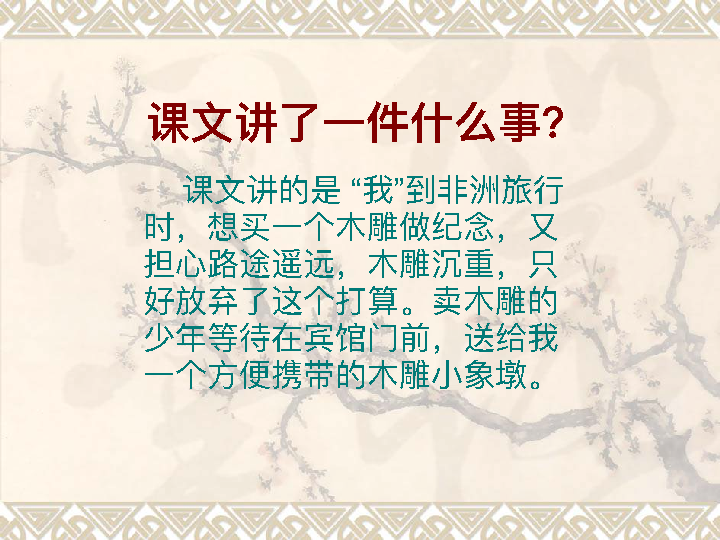 课文讲了一件什么事?
课文讲的是 “我”到非洲旅行
时，想买一个木雕做纪念，又
担心路途遥远，木雕沉重，只
好放弃了这个打算。卖木雕的
少年等待在宾馆门前，送给我
一个方便携带的木雕小象墩。